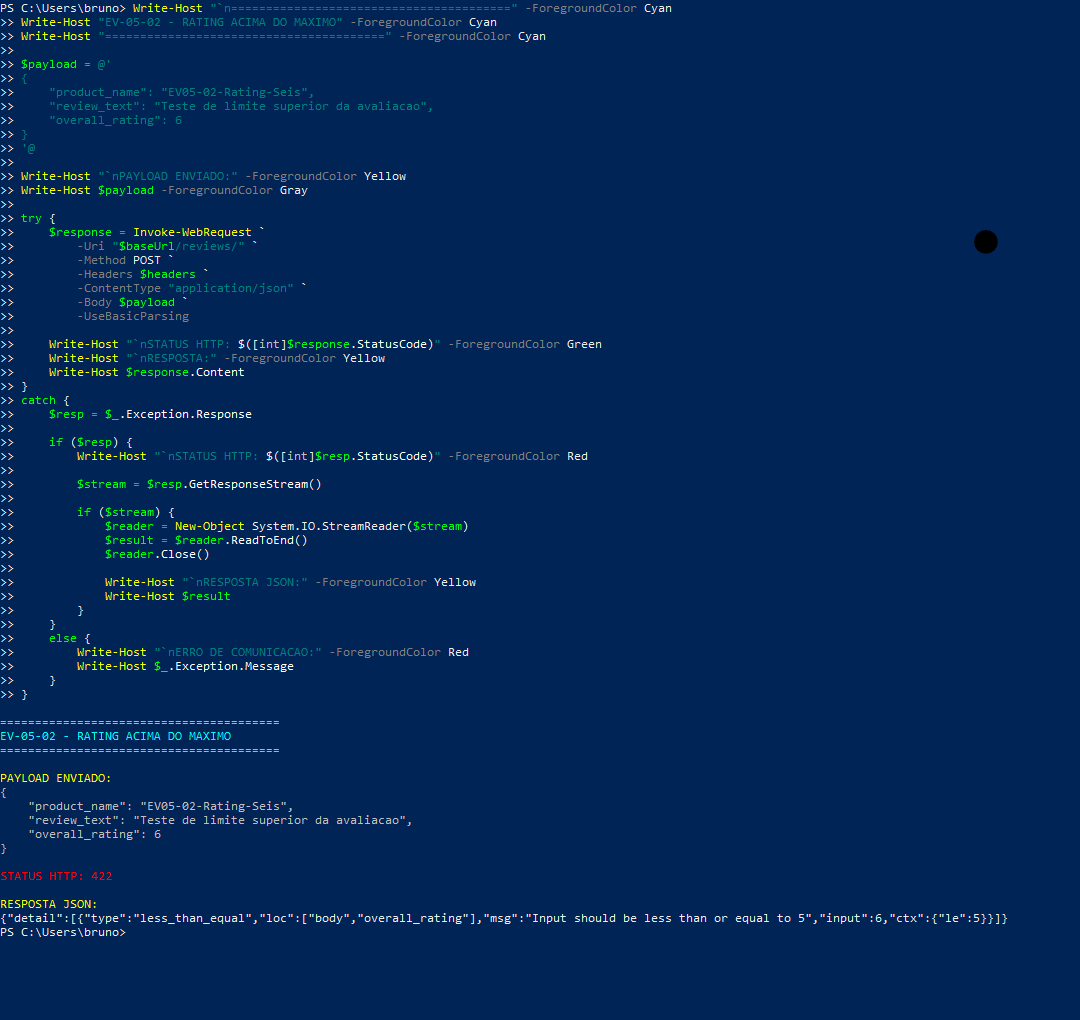 PS C:\Users\bruno> Write-Host "`n========================================" -ForegroundColor Cyan
>> Write-Host "EV-05-02 - RATING ACIMA DO MAXIMO" -ForegroundColor Cyan
>> Write-Host "========================================" -ForegroundColor Cyan
>>
>> $payload = @'
>> {
>>     "product_name": "EV05-02-Rating-Seis",
>>     "review_text": "Teste de limite superior da avaliacao",
>>     "overall_rating": 6
>> }
>> '@
>>
>> Write-Host "`nPAYLOAD ENVIADO:" -ForegroundColor Yellow
>> Write-Host $payload -ForegroundColor Gray
>>
>> try {
>>     $response = Invoke-WebRequest `
>>         -Uri "$baseUrl/reviews/" `
>>         -Method POST `
>>         -Headers $headers `
>>         -ContentType "application/json" `
>>         -Body $payload `
>>         -UseBasicParsing
>>
>>     Write-Host "`nSTATUS HTTP: $([int]$response.StatusCode)" -ForegroundColor Green
>>     Write-Host "`nRESPOSTA:" -ForegroundColor Yellow
>>     Write-Host $response.Content
>> }
>> catch {
>>     $resp = $_.Exception.Response
>>
>>     if ($resp) {
>>         Write-Host "`nSTATUS HTTP: $([int]$resp.StatusCode)" -ForegroundColor Red
>>
>>         $stream = $resp.GetResponseStream()
>>
>>         if ($stream) {
>>             $reader = New-Object System.IO.StreamReader($stream)
>>             $result = $reader.ReadToEnd()
>>             $reader.Close()
>>
>>             Write-Host "`nRESPOSTA JSON:" -ForegroundColor Yellow
>>             Write-Host $result
>>         }
>>     }
>>     else {
>>         Write-Host "`nERRO DE COMUNICACAO:" -ForegroundColor Red
>>         Write-Host $_.Exception.Message
>>     }
>> }

========================================
EV-05-02 - RATING ACIMA DO MAXIMO
========================================

PAYLOAD ENVIADO:
{
    "product_name": "EV05-02-Rating-Seis",
    "review_text": "Teste de limite superior da avaliacao",
    "overall_rating": 6
}

STATUS HTTP: 422

RESPOSTA JSON:
{"detail":[{"type":"less_than_equal","loc":["body","overall_rating"],"msg":"Input should be less than or equal to 5","input":6,"ctx":{"le":5}}]}
PS C:\Users\bruno>